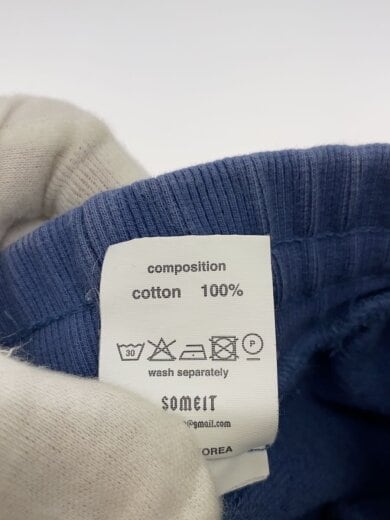 composition
cotton 100%
30 P
wash separately
SOMEIT
@gmail.com
OREA